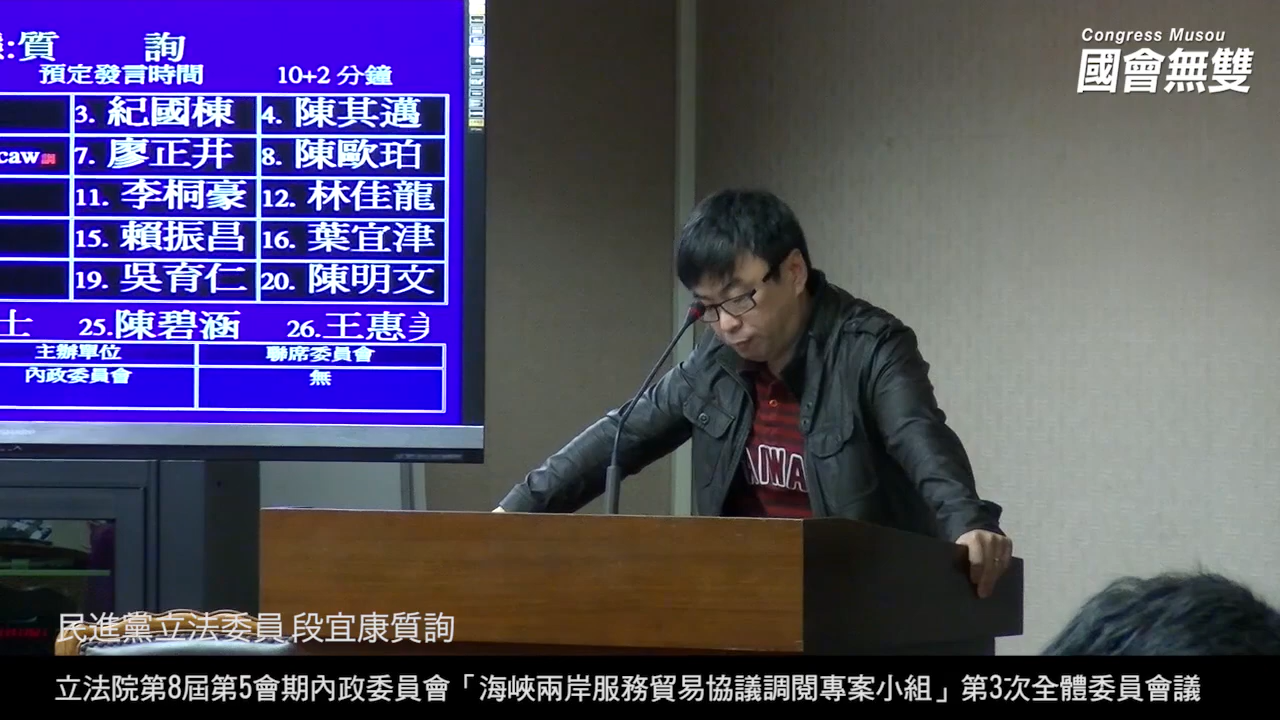 Congress Musou
國會無雙
:質 詢
預定發言時間 10+2 分鐘
3. 紀國棟 4. 陳其邁
caw 7. 廖正井 8. 陳歐珀
11. 李桐豪 12. 林佳龍
15. 賴振昌 16. 葉宜津
19. 吳育仁 20. 陳明文
士 25.陳碧涵 26.王惠美
主辦單位 聯席委員會
內政委員會 無
AIWA
民進黨立法委員 段宜康質詢
立法院第8屆第5會期內政委員會「海峽兩岸服務貿易協議調閱專案小組」第3次全體委員會議